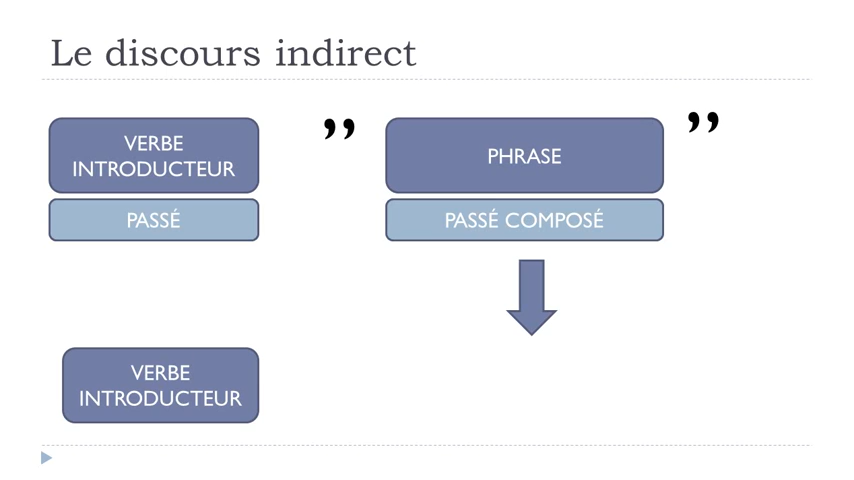 Le discours indirect
VERBE
INTRODUCTEUR
”
PHRASE
”
PASSÉ
PASSÉ COMPOSÉ
VERBE
INTRODUCTEUR